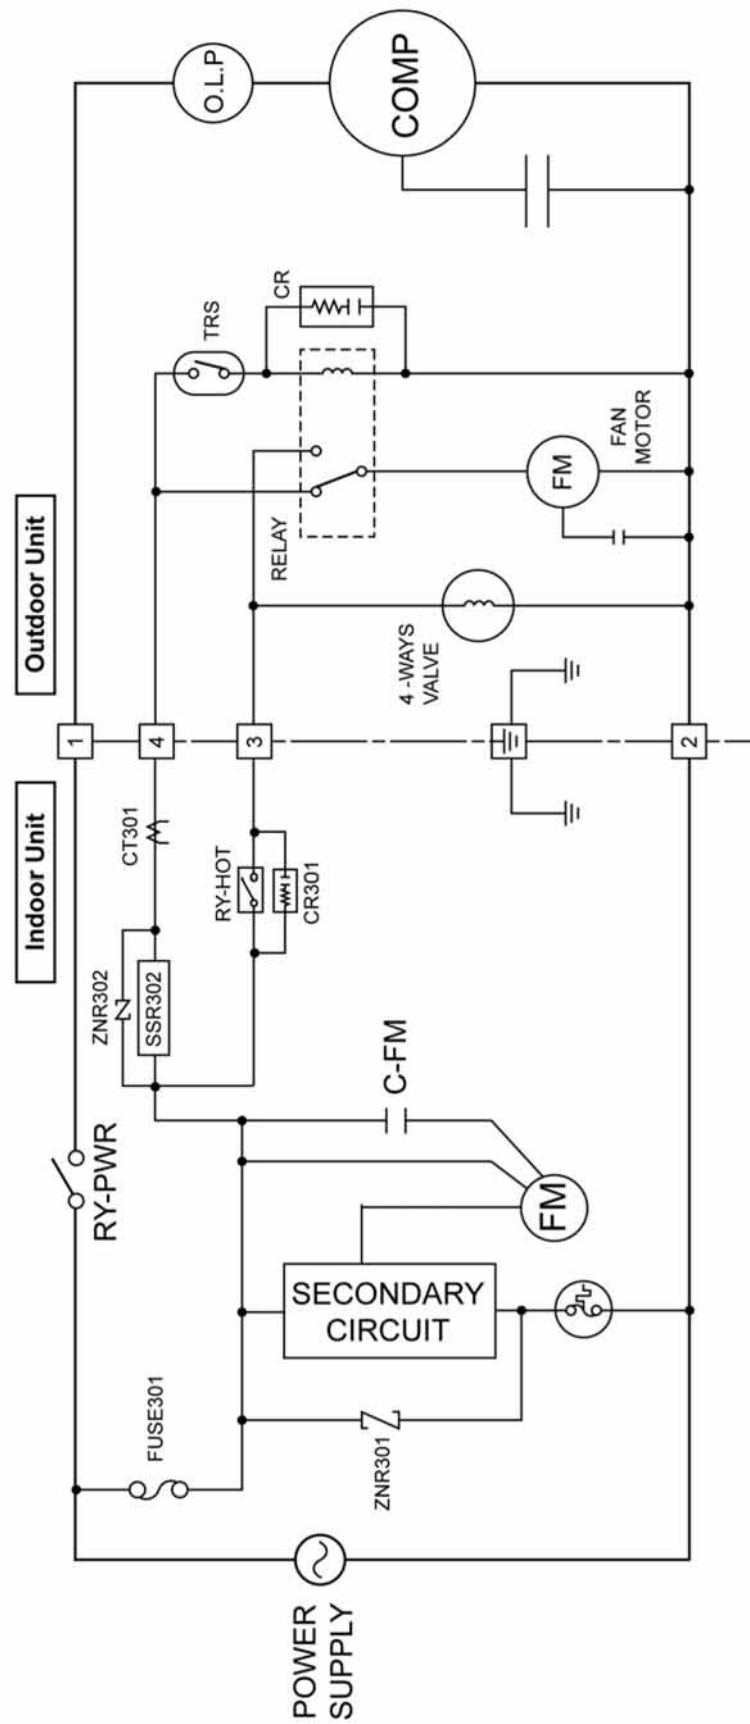 Indoor Unit
Outdoor Unit
RY-PWR
1
O.L.P
COMP
FUSE301
ZNR302
SSR302
CT301
4
TRS
CR
RY-HOT
CR301
3
RELAY
POWER
SUPPLY
ZNR301
SECONDARY
CIRCUIT
C-FM
FM
4 -WAYS
VALVE
FM
FAN
MOTOR
2